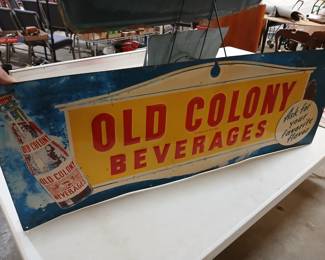 OLD COLONY
BEVERAGES
Ask for
your
favorite
flavor
OLD COLONY
BEVERAGES